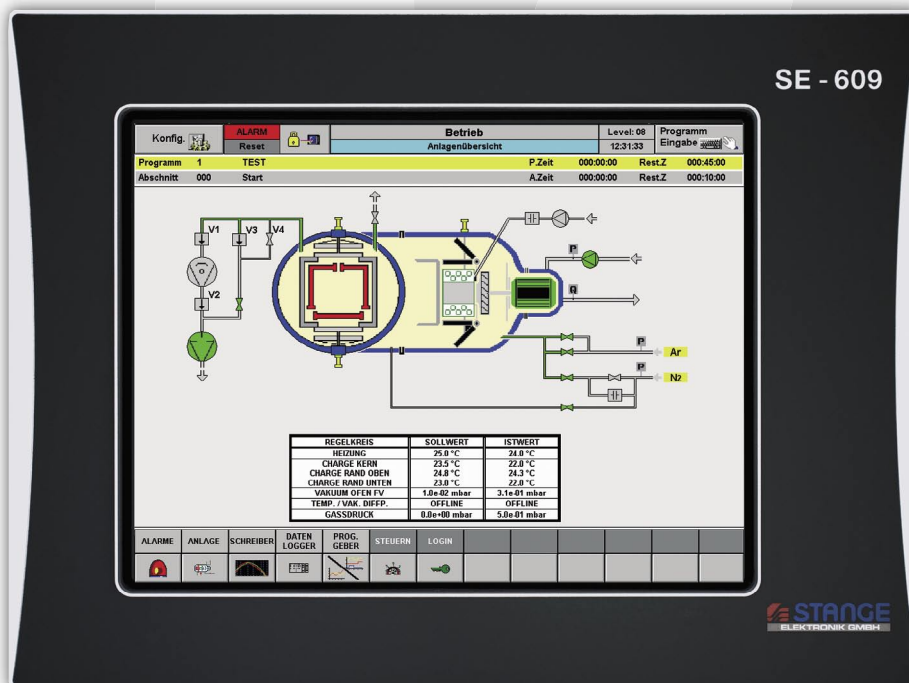 SE - 609
Konfig.
ALARM
Reset
Betrieb
Anlagenübersicht
Level: 08
12:31:33
Programm
Eingabe
Programm 1 TEST P.Zeit 000:00:00 Rest.Z 000:45:00
Abschnitt 000 Start A.Zeit 000:00:00 Rest.Z 000:10:00
V1 V3 V4
V2
P
A
P
Ar
P
N2
REGELKREIS SOLLWERT ISTWERT
HEIZUNG 25.0 °C 24.0 °C
CHARGE KERN 23.5 °C 22.0 °C
CHARGE RAND OBEN 24.8 °C 24.3 °C
CHARGE RAND UNTEN 23.0 °C 22.0 °C
VAKUUM OFEN FV 1.0e-02 mbar 3.1e-01 mbar
TEMP. / VAK. DIFFP. OFFLINE OFFLINE
GASSDRUCK 0.0e+00 mbar 5.0e-01 mbar
ALARME ANLAGE SCHREIBER DATEN LOGGER PROG. GEBER STEUERN LOGIN
STANGE
ELEKTRONIK GMBH